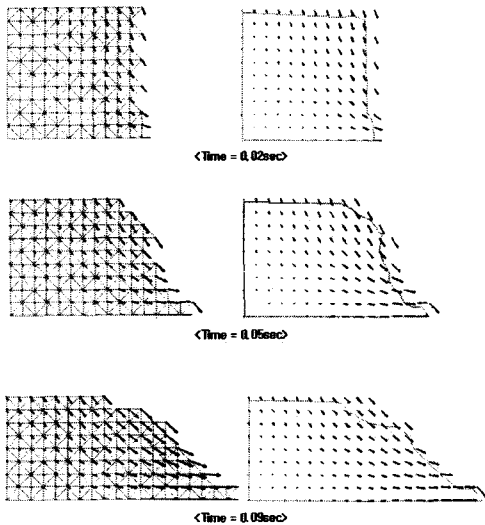 <Time = 0.02sec>
<Time = 0.05sec>
<Time = 0.09sec>